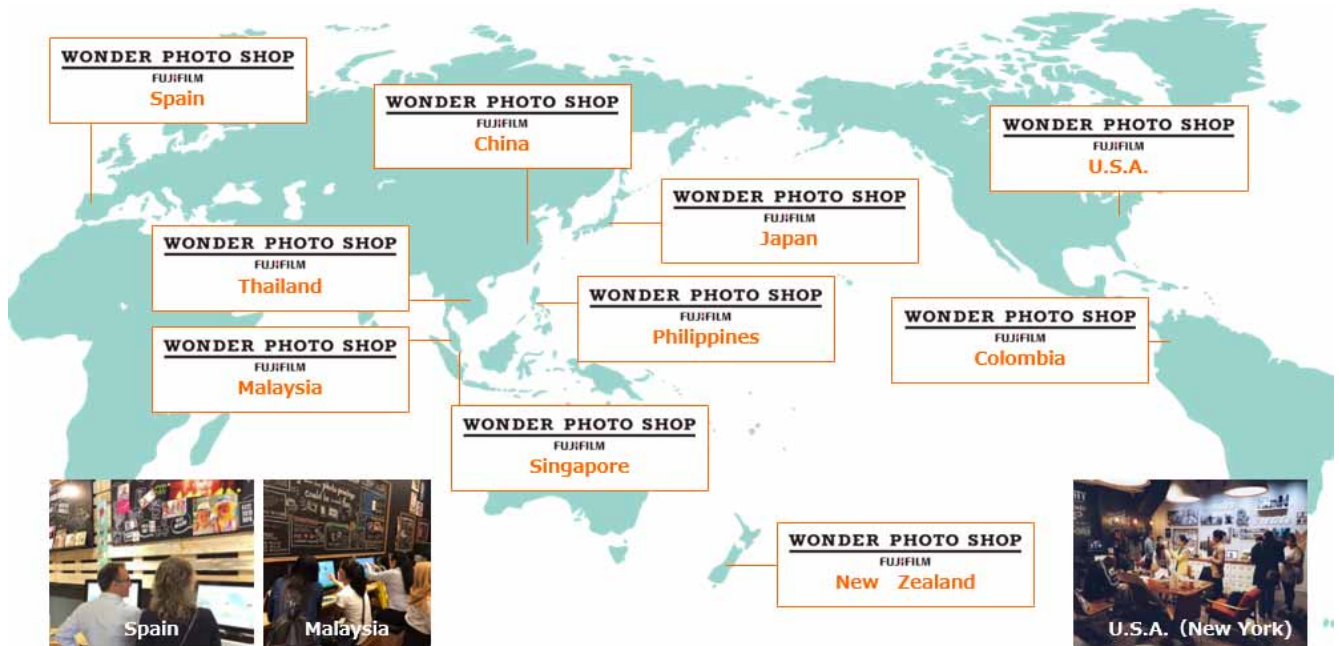 WONDER PHOTO SHOP
FUJIFILM
Spain
WONDER PHOTO SHOP
FUJIFILM
China
WONDER PHOTO SHOP
FUJIFILM
U.S.A.
WONDER PHOTO SHOP
FUJIFILM
Japan
WONDER PHOTO SHOP
FUJIFILM
Thailand
WONDER PHOTO SHOP
FUJIFILM
Philippines
WONDER PHOTO SHOP
FUJIFILM
Colombia
WONDER PHOTO SHOP
FUJIFILM
Malaysia
WONDER PHOTO SHOP
FUJIFILM
Singapore
WONDER PHOTO SHOP
FUJIFILM
New Zealand
Spain
could be
Malaysia
U.S.A. (New York)